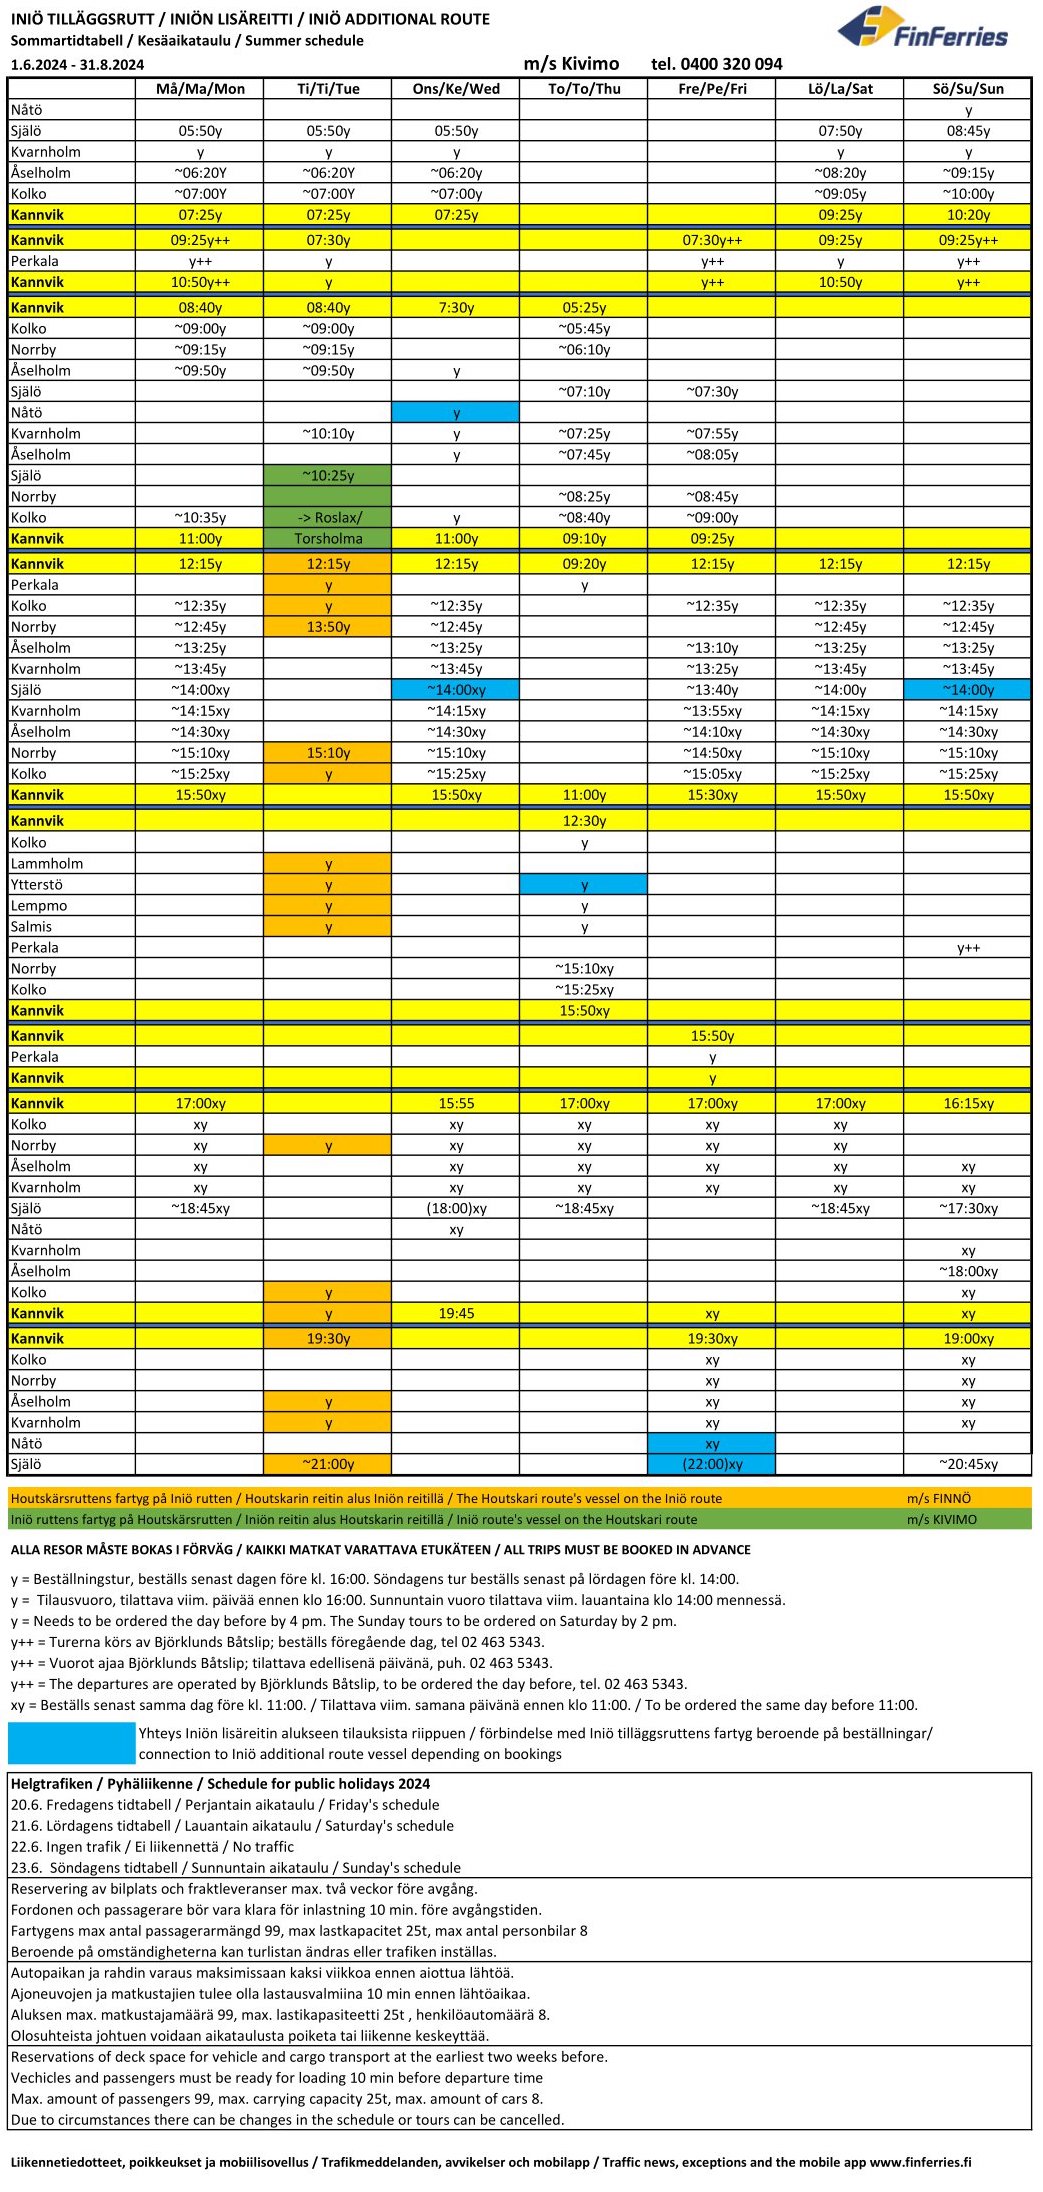 INIÖ TILLÄGGSRUTT / INIÖN LISÄREITTI / INIÖ ADDITIONAL ROUTE
FinFerries
Sommartidtabell / Kesäaikataulu / Summer schedule
1.6.2024 - 31.8.2024 m/s Kivimo tel. 0400 320 094
Må/Ma/Mon Ti/Ti/Tue Ons/Ke/Wed To/To/Thu Fre/Pe/Fri Lö/La/Sat Sö/Su/Sun
Nåtö y
Själö 05:50y 05:50y 05:50y 07:50y 08:45y
Kvarnholm y y y y y
Åselholm ~06:20Y ~06:20Y ~06:20y ~08:20y ~09:15y
Kolko ~07:00Y ~07:00Y ~07:00y ~09:05y ~10:00y
Kannvik 07:25y 07:25y 07:25y 09:25y 10:20y
Kannvik 09:25y++ 07:30y 07:30y++ 09:25y 09:25y++
Perkala y++ y y++ y y++
Kannvik 10:50y++ y y++ 10:50y y++
Kannvik 08:40y 08:40y 7:30y 05:25y
Kolko ~09:00y ~09:00y ~05:45y
Norrby ~09:15y ~09:15y ~06:10y
Åselholm ~09:50y ~09:50y y
Själö ~07:10y ~07:30y
Nåtö y
Kvarnholm ~10:10y y ~07:25y ~07:55y
Åselholm y ~07:45y ~08:05y
Själö ~10:25y
Norrby ~08:25y ~08:45y
Kolko ~10:35y -> Roslax/ y ~08:40y ~09:00y
Kannvik 11:00y Torsholma 11:00y 09:10y 09:25y
Kannvik 12:15y 12:15y 12:15y 09:20y 12:15y 12:15y 12:15y
Perkala y y
Kolko ~12:35y y ~12:35y ~12:35y ~12:35y ~12:35y
Norrby ~12:45y 13:50y ~12:45y ~12:45y ~12:45y
Åselholm ~13:25y ~13:25y ~13:10y ~13:25y ~13:25y
Kvarnholm ~13:45y ~13:45y ~13:25y ~13:45y ~13:45y
Själö ~14:00xy ~14:00xy ~13:40y ~14:00y ~14:00y
Kvarnholm ~14:15xy ~14:15xy ~13:55xy ~14:15xy ~14:15xy
Åselholm ~14:30xy ~14:30xy ~14:10xy ~14:30xy ~14:30xy
Norrby ~15:10xy 15:10y ~15:10xy ~14:50xy ~15:10xy ~15:10xy
Kolko ~15:25xy y ~15:25xy ~15:05xy ~15:25xy ~15:25xy
Kannvik 15:50xy 15:50xy 11:00y 15:30xy 15:50xy 15:50xy
Kannvik 12:30y
Kolko y
Lammholm y
Ytterstö y y
Lempmo y y
Salmis y y
Perkala y++
Norrby ~15:10xy
Kolko ~15:25xy
Kannvik 15:50xy
Kannvik 15:50y
Perkala y
Kannvik y
Kannvik 17:00xy 15:55 17:00xy 17:00xy 17:00xy 16:15xy
Kolko xy xy xy xy xy
Norrby xy y xy xy xy xy
Åselholm xy xy xy xy xy xy
Kvarnholm xy xy xy xy xy xy
Själö ~18:45xy (18:00)xy ~18:45xy ~18:45xy ~17:30xy
Nåtö xy
Kvarnholm xy
Åselholm ~18:00xy
Kolko y xy
Kannvik y 19:45 xy xy
Kannvik 19:30y 19:30xy 19:00xy
Kolko xy xy
Norrby xy xy
Åselholm y xy xy
Kvarnholm y xy xy
Nåtö xy
Själö ~21:00y (22:00)xy ~20:45xy
Houtskärsruttens fartyg på Iniö rutten / Houtskarin reitin alus Iniön reitillä / The Houtskari route's vessel on the Iniö route m/s FINNÖ
Iniö ruttens fartyg på Houtskärsrutten / Iniön reitin alus Houtskarin reitillä / Iniö route's vessel on the Houtskari route m/s KIVIMO
ALLA RESOR MÅSTE BOKAS I FÖRVÄG / KAIKKI MATKAT VARATTAVA ETUKÄTEEN / ALL TRIPS MUST BE BOOKED IN ADVANCE
y = Beställningstur, beställs senast dagen före kl. 16:00. Söndagens tur beställs senast på lördagen före kl. 14:00.
y = Tilausvuoro, tilattava viim. päivää ennen klo 16:00. Sunnuntain vuoro tilattava viim. lauantaina klo 14:00 mennessä.
y = Needs to be ordered the day before by 4 pm. The Sunday tours to be ordered on Saturday by 2 pm.
y++ = Turerna körs av Björklunds Båtslip; beställs föregående dag, tel 02 463 5343.
y++ = Vuorot ajaa Björklunds Båtslip; tilattava edellisenä päivänä, puh. 02 463 5343.
y++ = The departures are operated by Björklunds Båtslip, to be ordered the day before, tel. 02 463 5343.
xy = Beställs senast samma dag före kl. 11:00. / Tilattava viim. samana päivänä ennen klo 11:00. / To be ordered the same day before 11:00.
Yhteys Iniön lisäreitin alukseen tilauksista riippuen / förbindelse med Iniö tilläggsruttens fartyg beroende på beställningar/
connection to Iniö additional route vessel depending on bookings
Helgtrafiken / Pyhäliikenne / Schedule for public holidays 2024
20.6. Fredagens tidtabell / Perjantain aikataulu / Friday's schedule
21.6. Lördagens tidtabell / Lauantain aikataulu / Saturday's schedule
22.6. Ingen trafik / Ei liikennettä / No traffic
23.6. Söndagens tidtabell / Sunnuntain aikataulu / Sunday's schedule
Reservering av bilplats och fraktleveranser max. två veckor före avgång.
Fordonen och passagerare bör vara klara för inlastning 10 min. före avgångstiden.
Fartygens max antal passagerarmängd 99, max lastkapacitet 25t, max antal personbilar 8
Beroende på omständigheterna kan turlistan ändras eller trafiken inställas.
Autopaikan ja rahdin varaus maksimissaan kaksi viikkoa ennen aiottua lähtöä.
Ajoneuvojen ja matkustajien tulee olla lastausvalmiina 10 min ennen lähtöaikaa.
Aluksen max. matkustajamäärä 99, max. lastikapasiteetti 25t , henkilöautomäärä 8.
Olosuhteista johtuen voidaan aikataulusta poiketa tai liikenne keskeyttää.
Reservations of deck space for vehicle and cargo transport at the earliest two weeks before.
Vechicles and passengers must be ready for loading 10 min before departure time
Max. amount of passengers 99, max. carrying capacity 25t, max. amount of cars 8.
Due to circumstances there can be changes in the schedule or tours can be cancelled.
Liikennetiedotteet, poikkeukset ja mobiilisovellus / Trafikmeddelanden, avvikelser och mobilapp / Traffic news, exceptions and the mobile app www.finferries.fi